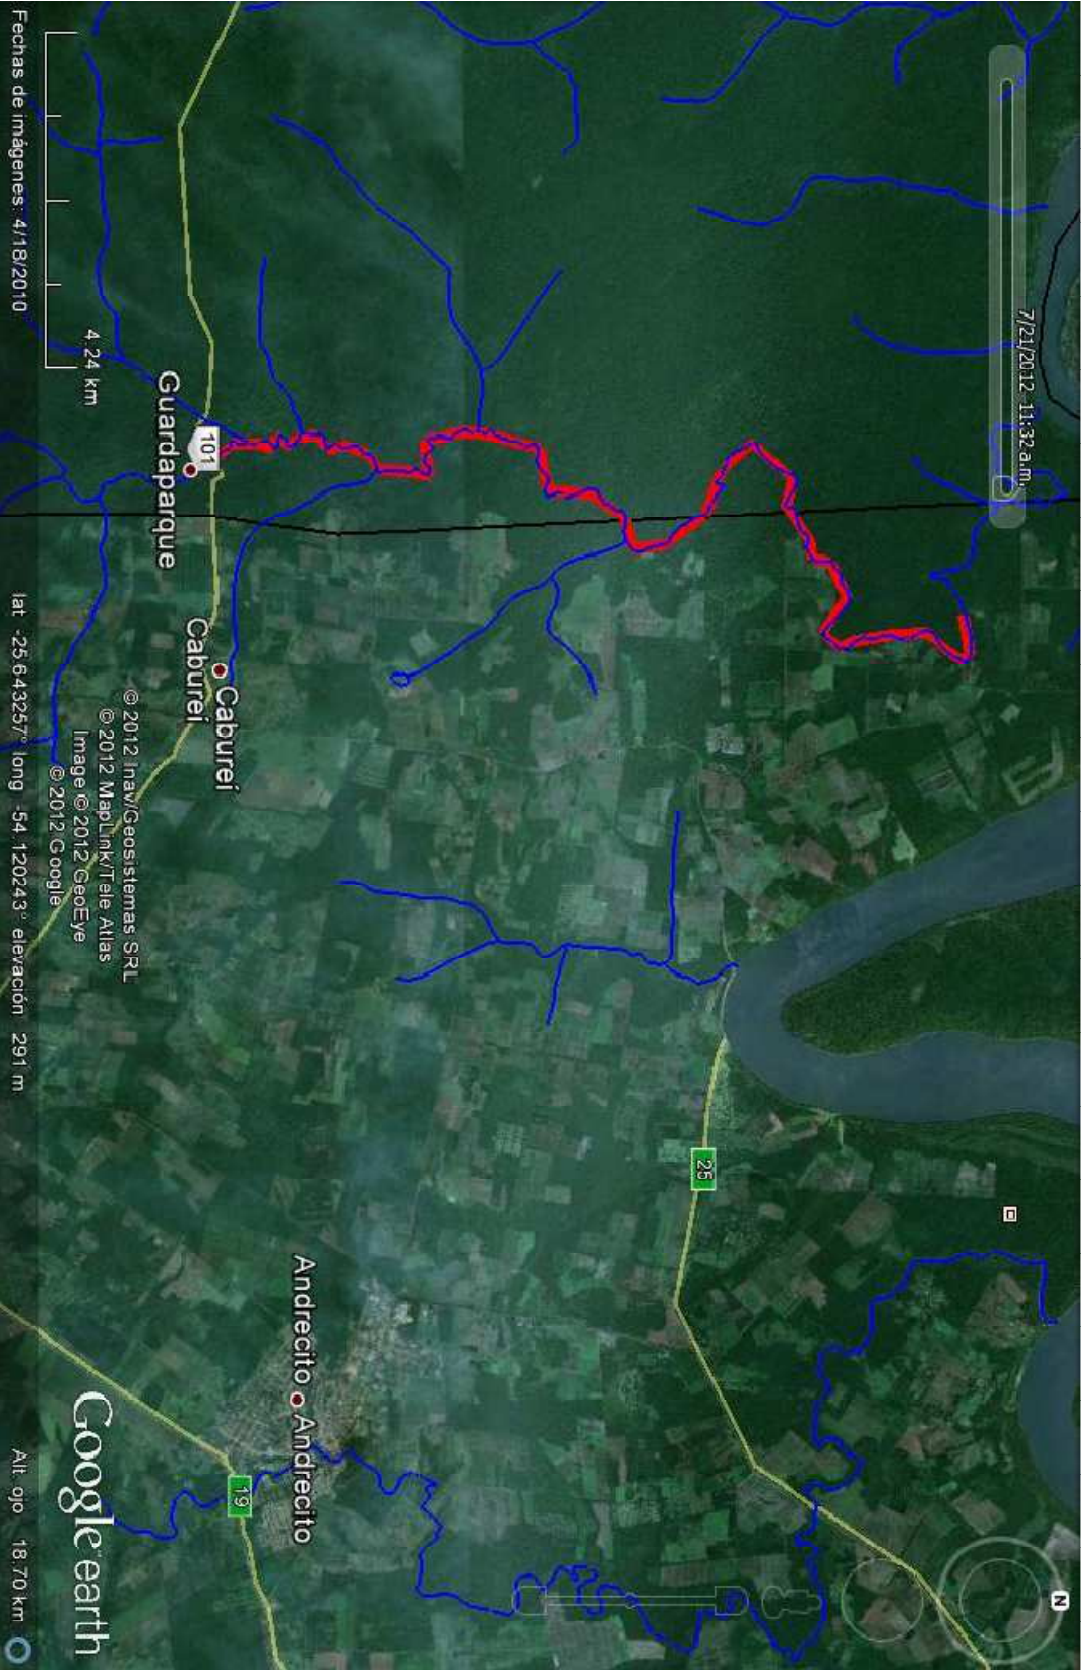 7/21/2012 11:32 a.m.
N
25
101
Guardaparque
Caburei
Caburei
Andrecito
Andrecito
19
4.24 km
© 2012 Inav/Geosistemas SRL
© 2012 MapLink/Tele Atlas
Image © 2012 GeoEye
© 2012 Google
Google earth
Fechas de imágenes: 4/18/2010
lat -25.643257° long -54.120243° elevación 291 m
Alt. ojo 18.70 km